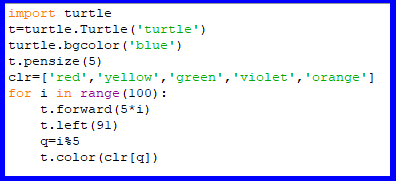 import turtle
t=turtle.Turtle('turtle')
turtle.bgcolor('blue')
t.pensize(5)
clr=['red','yellow','green','violet','orange']
for i in range(100):
    t.forward(5*i)
    t.left(91)
    q=i%5
    t.color(clr[q])